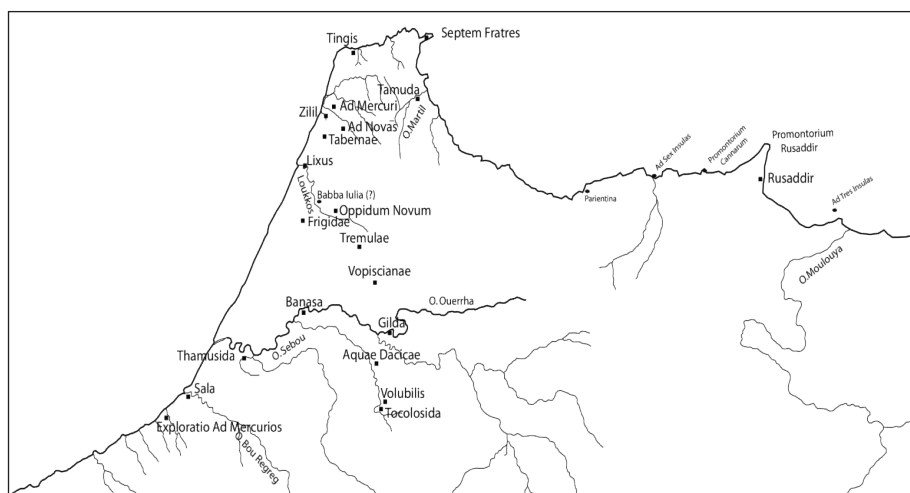 Septem Fratres
Tingis
Tamuda
Ad Mercuri
Zilil
O.Martil
Ad Novas
Tabernae
Promontorium
Rusaddir
Promontorium
Cannarum
Ad Sex Insulas
Lixus
Rusaddir
Loukkos
Babba Iulia (?)
Parientina
Ad Tres Insulas
Oppidum Novum
Frigidae
Tremulae
O.Moulouya
Vopiscianae
Banasa
O. Ouerrha
Gilda
O.Sebou
Thamusida
Aquae Dacicae
Sala
Volubilis
Tocolosida
Exploratio Ad Mercurios
O.Bou Regreg